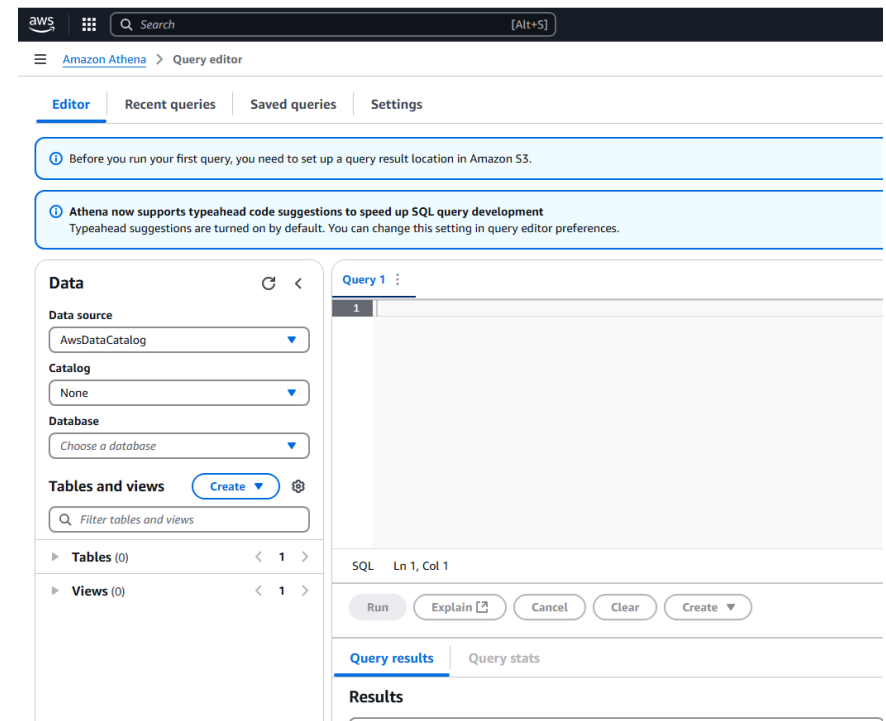 aws
Search [Alt+S]
Amazon Athena > Query editor
Editor Recent queries Saved queries Settings
Before you run your first query, you need to set up a query result location in Amazon S3.
Athena now supports typeahead code suggestions to speed up SQL query development
Typeahead suggestions are turned on by default. You can change this setting in query editor preferences.
Data
Data source
AwsDataCatalog
Catalog
None
Database
Choose a database
Tables and views Create
Filter tables and views
Tables (0) < 1 >
Views (0) < 1 >
Query 1
1
SQL Ln 1, Col 1
Run Explain Cancel Clear Create
Query results Query stats
Results